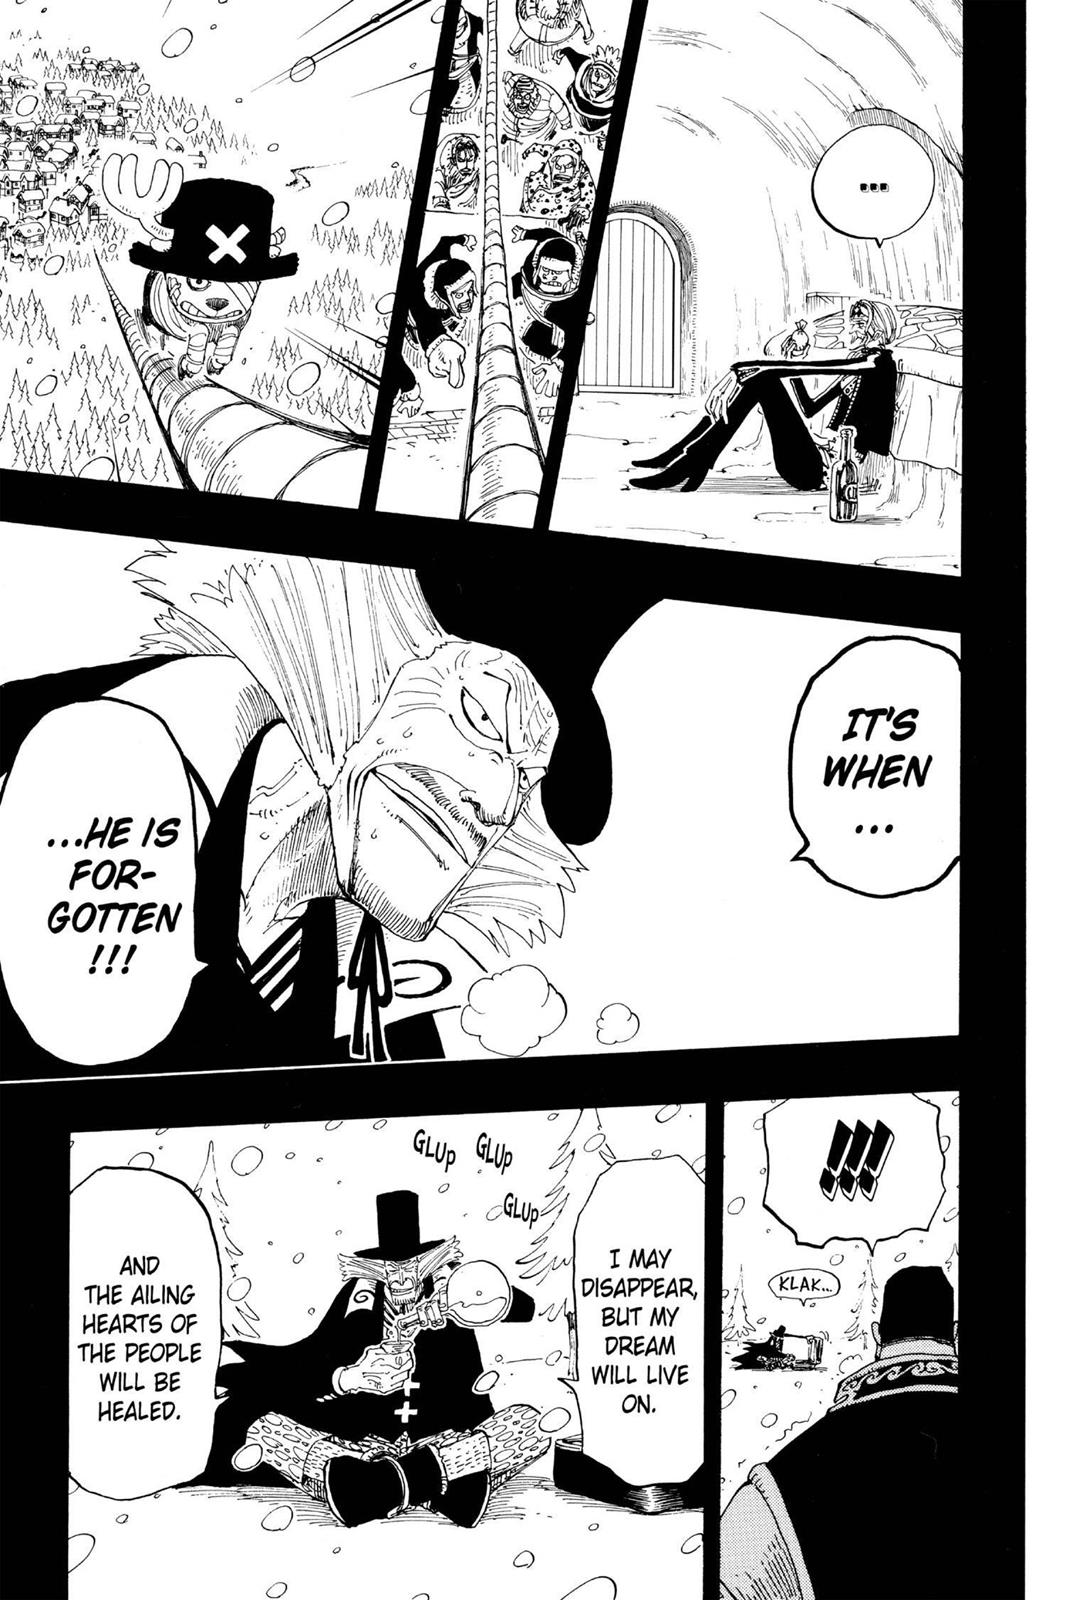 ...
IT'S
WHEN
...
...HE IS
FOR-
GOTTEN
!!!
!!!
KLAK...
I MAY
DISAPPEAR,
BUT MY
DREAM
WILL LIVE
ON.
GLUP
GLUP
GLUP
AND
THE AILING
HEARTS OF
THE PEOPLE
WILL BE
HEALED.